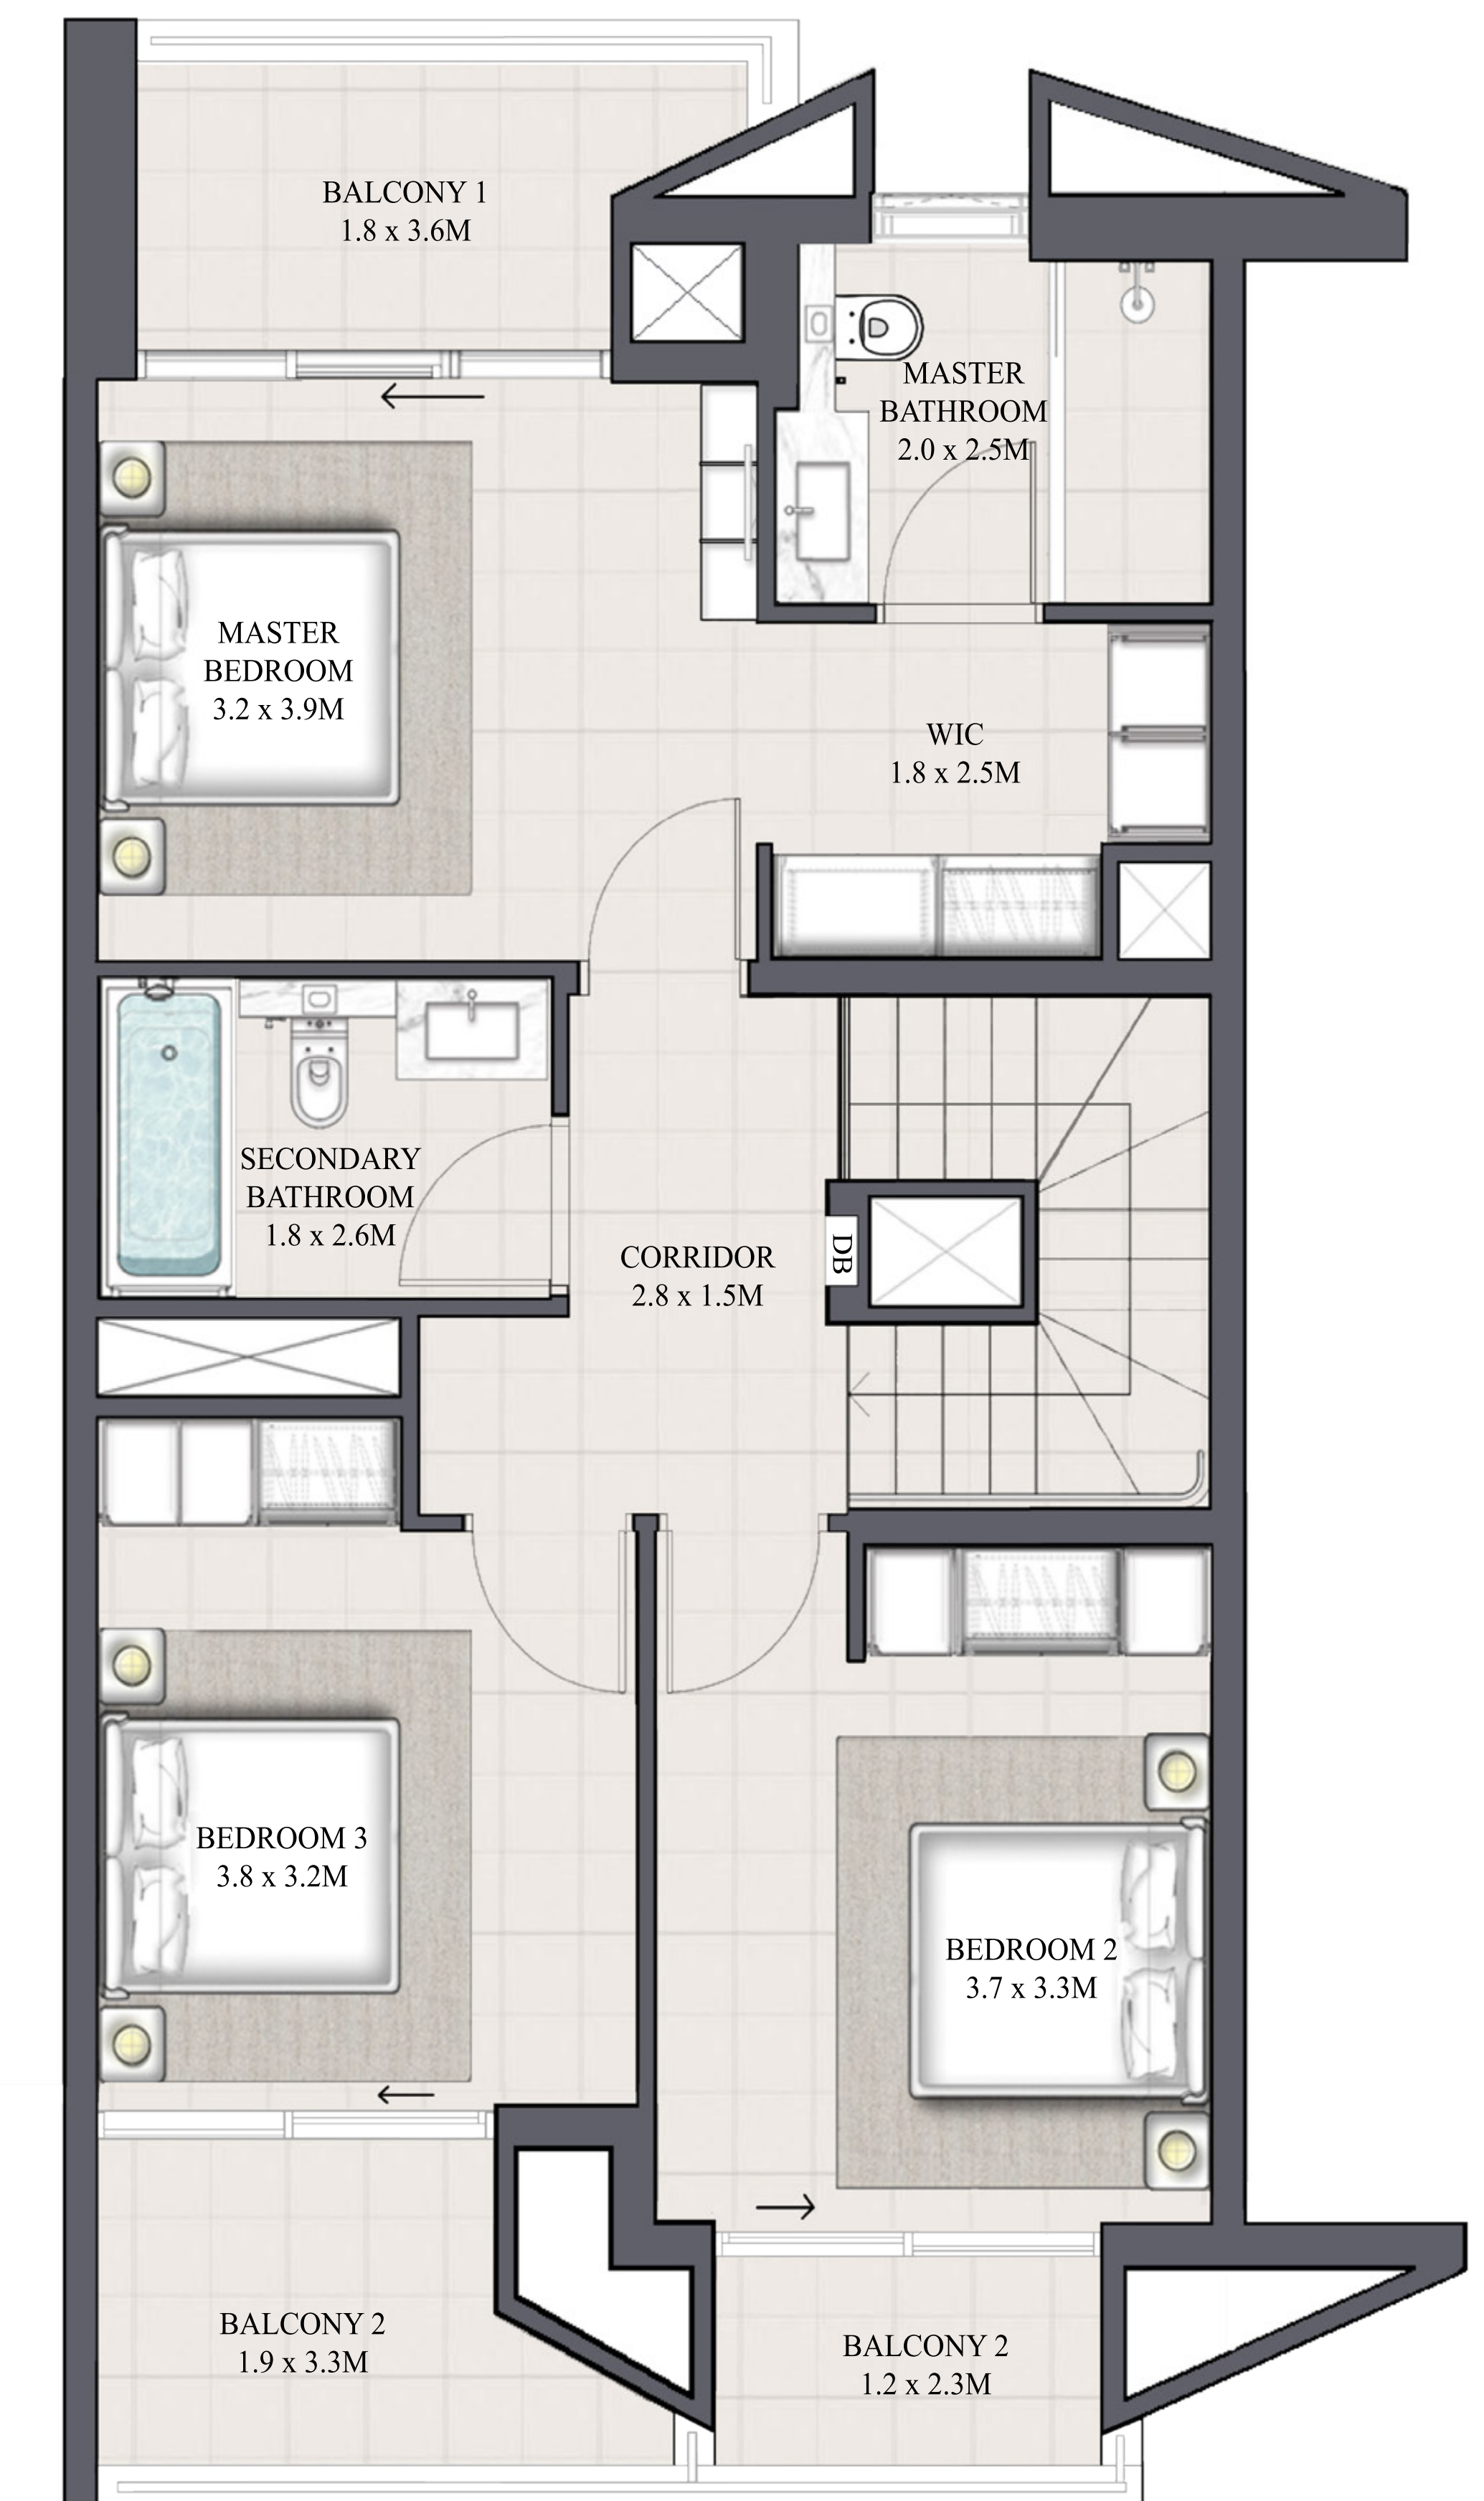 BALCONY 1
1.8 x 3.6M
MASTER
BATHROOM
2.0 x 2.5M
MASTER
BEDROOM
3.2 x 3.9M
WIC
1.8 x 2.5M
SECONDARY
BATHROOM
1.8 x 2.6M
CORRIDOR
2.8 x 1.5M
DB
BEDROOM 3
3.8 x 3.2M
BEDROOM 2
3.7 x 3.3M
BALCONY 2
1.9 x 3.3M
BALCONY 2
1.2 x 2.3M